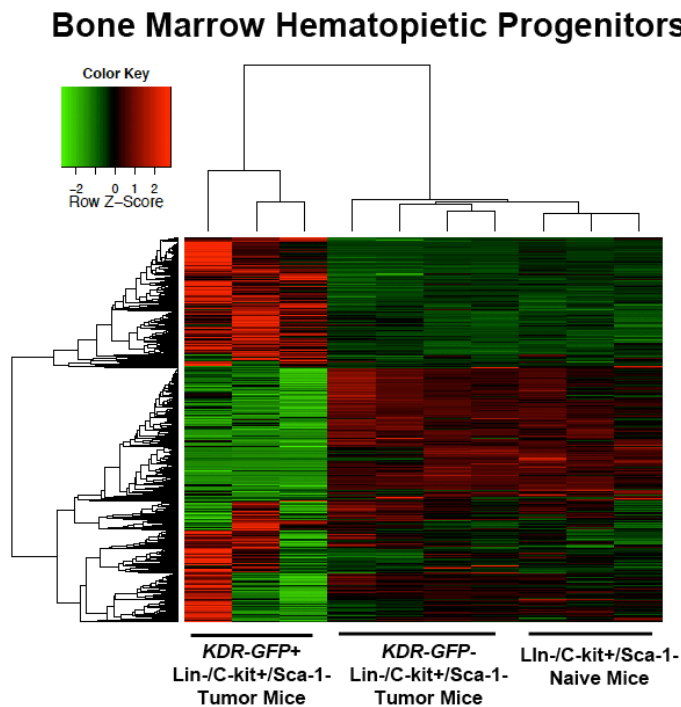 Bone Marrow Hematopietic Progenitors
Color Key
-2 0 1 2
Row Z-Score
KDR-GFP+
Lin-/C-kit+/Sca-1-
Tumor Mice
KDR-GFP-
Lin-/C-kit+/Sca-1-
Tumor Mice
LIn-/C-kit+/Sca-1-
Naive Mice